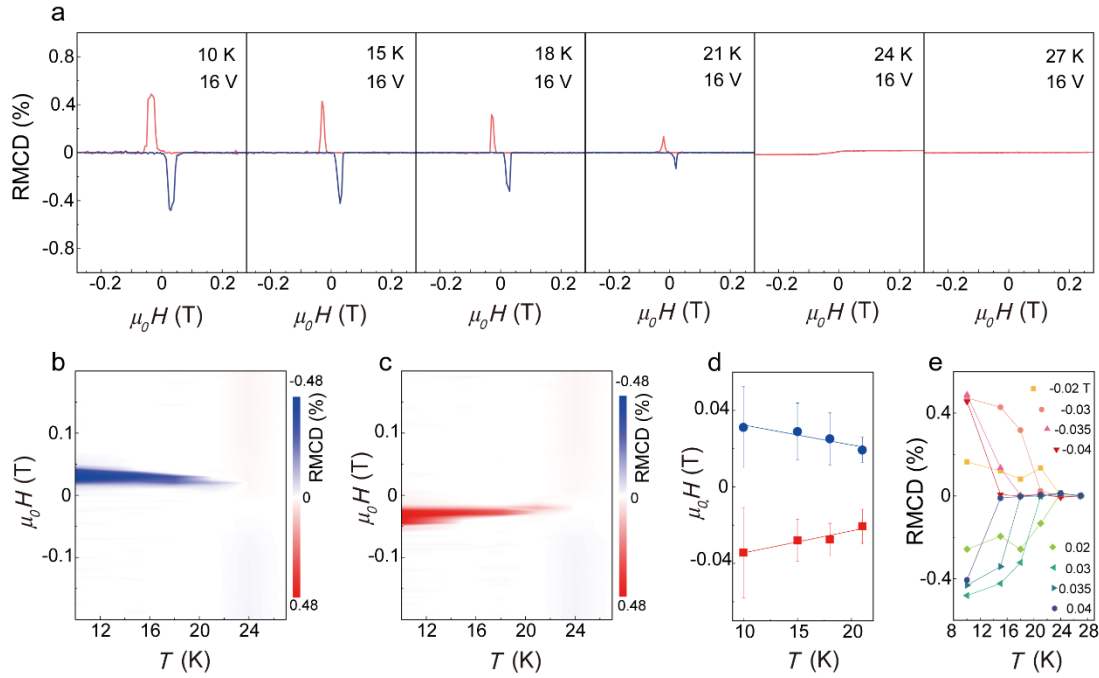 a
10 K 15 K 18 K 21 K 24 K 27 K
16 V 16 V 16 V 16 V 16 V 16 V
RMCD (%)
0.8
0.4
0
-0.4
-0.8
-0.2 0 0.2 -0.2 0 0.2 -0.2 0 0.2 -0.2 0 0.2 -0.2 0 0.2 -0.2 0 0.2
μ₀H (T) μ₀H (T) μ₀H (T) μ₀H (T) μ₀H (T) μ₀H (T)
b
μ₀H (T)
0.1
0
-0.1
12 16 20 24
T (K)
-0.48
RMCD (%)
0
0.48
c
μ₀H (T)
0.1
0
-0.1
12 16 20 24
T (K)
-0.48
RMCD (%)
0
0.48
d
μ₀H (T)
0.04
0
-0.04
10 15 20
T (K)
e
RMCD (%)
0.4
0
-0.4
8 12 16 20 24 28
T (K)
-0.02 T
-0.03
-0.035
-0.04
0.02
0.03
0.035
0.04